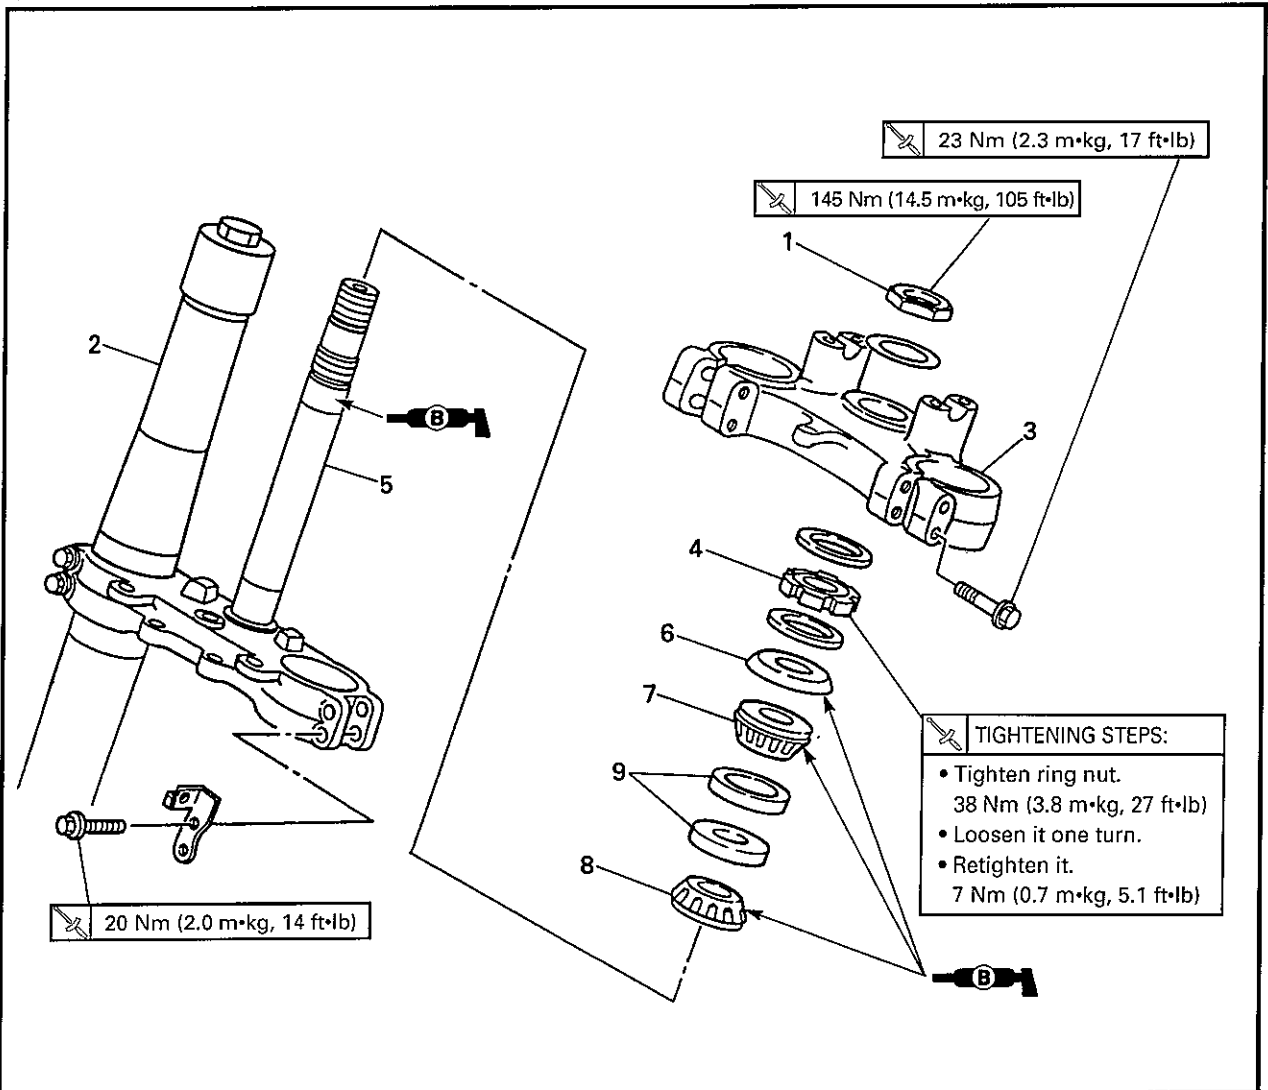 23 Nm (2.3 m•kg, 17 ft•lb)
145 Nm (14.5 m•kg, 105 ft•lb)
1
2
B
3
5
4
6
7
TIGHTENING STEPS:
• Tighten ring nut.
38 Nm (3.8 m•kg, 27 ft•lb)
• Loosen it one turn.
• Retighten it.
7 Nm (0.7 m•kg, 5.1 ft•lb)
9
8
20 Nm (2.0 m•kg, 14 ft•lb)
B